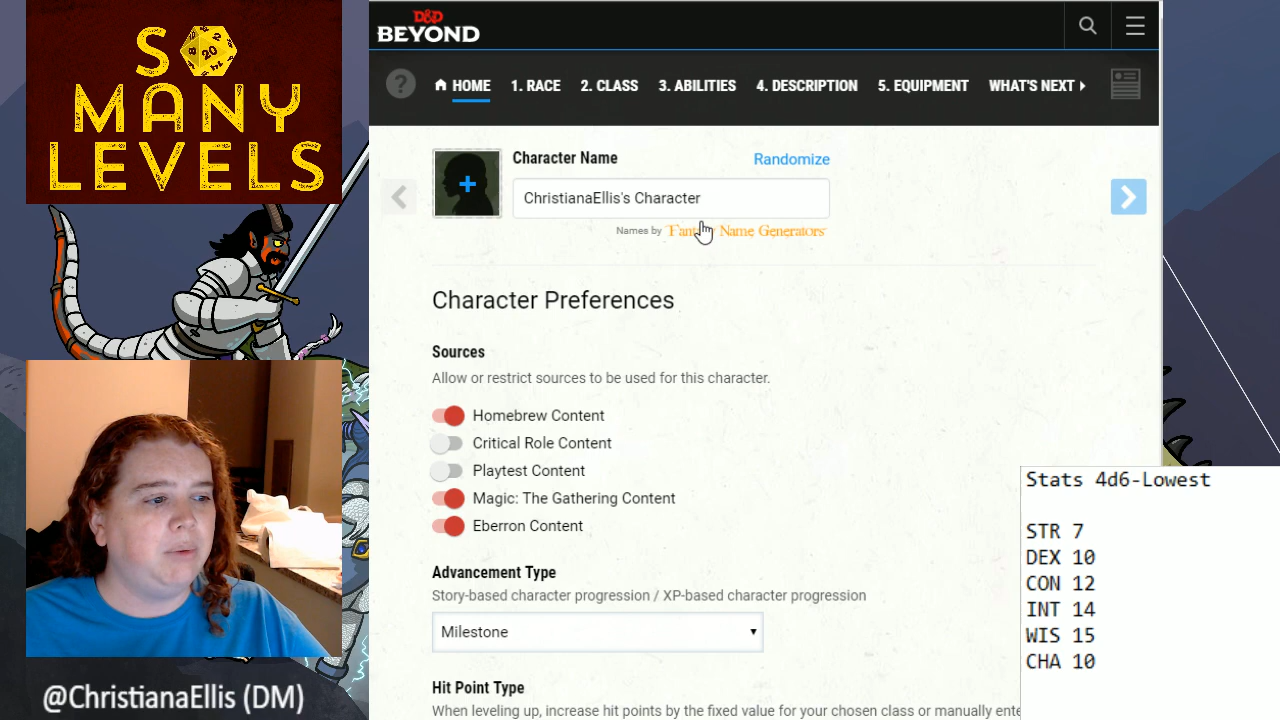 SO
MANY
LEVELS
@ChristianaEllis (DM)
D&D
BEYOND
? HOME 1. RACE 2. CLASS 3. ABILITIES 4. DESCRIPTION 5. EQUIPMENT WHAT'S NEXT
Character Name Randomize
ChristianaEllis's Character
Names by Name Generators
Character Preferences
Sources
Allow or restrict sources to be used for this character.
Homebrew Content
Critical Role Content
Playtest Content
Magic: The Gathering Content
Eberron Content
Advancement Type
Story-based character progression / XP-based character progression
Milestone
Hit Point Type
When leveling up, increase hit points by the fixed value for your chosen class or manually
Stats 4d6-Lowest
STR 7
DEX 10
CON 12
INT 14
WIS 15
CHA 10